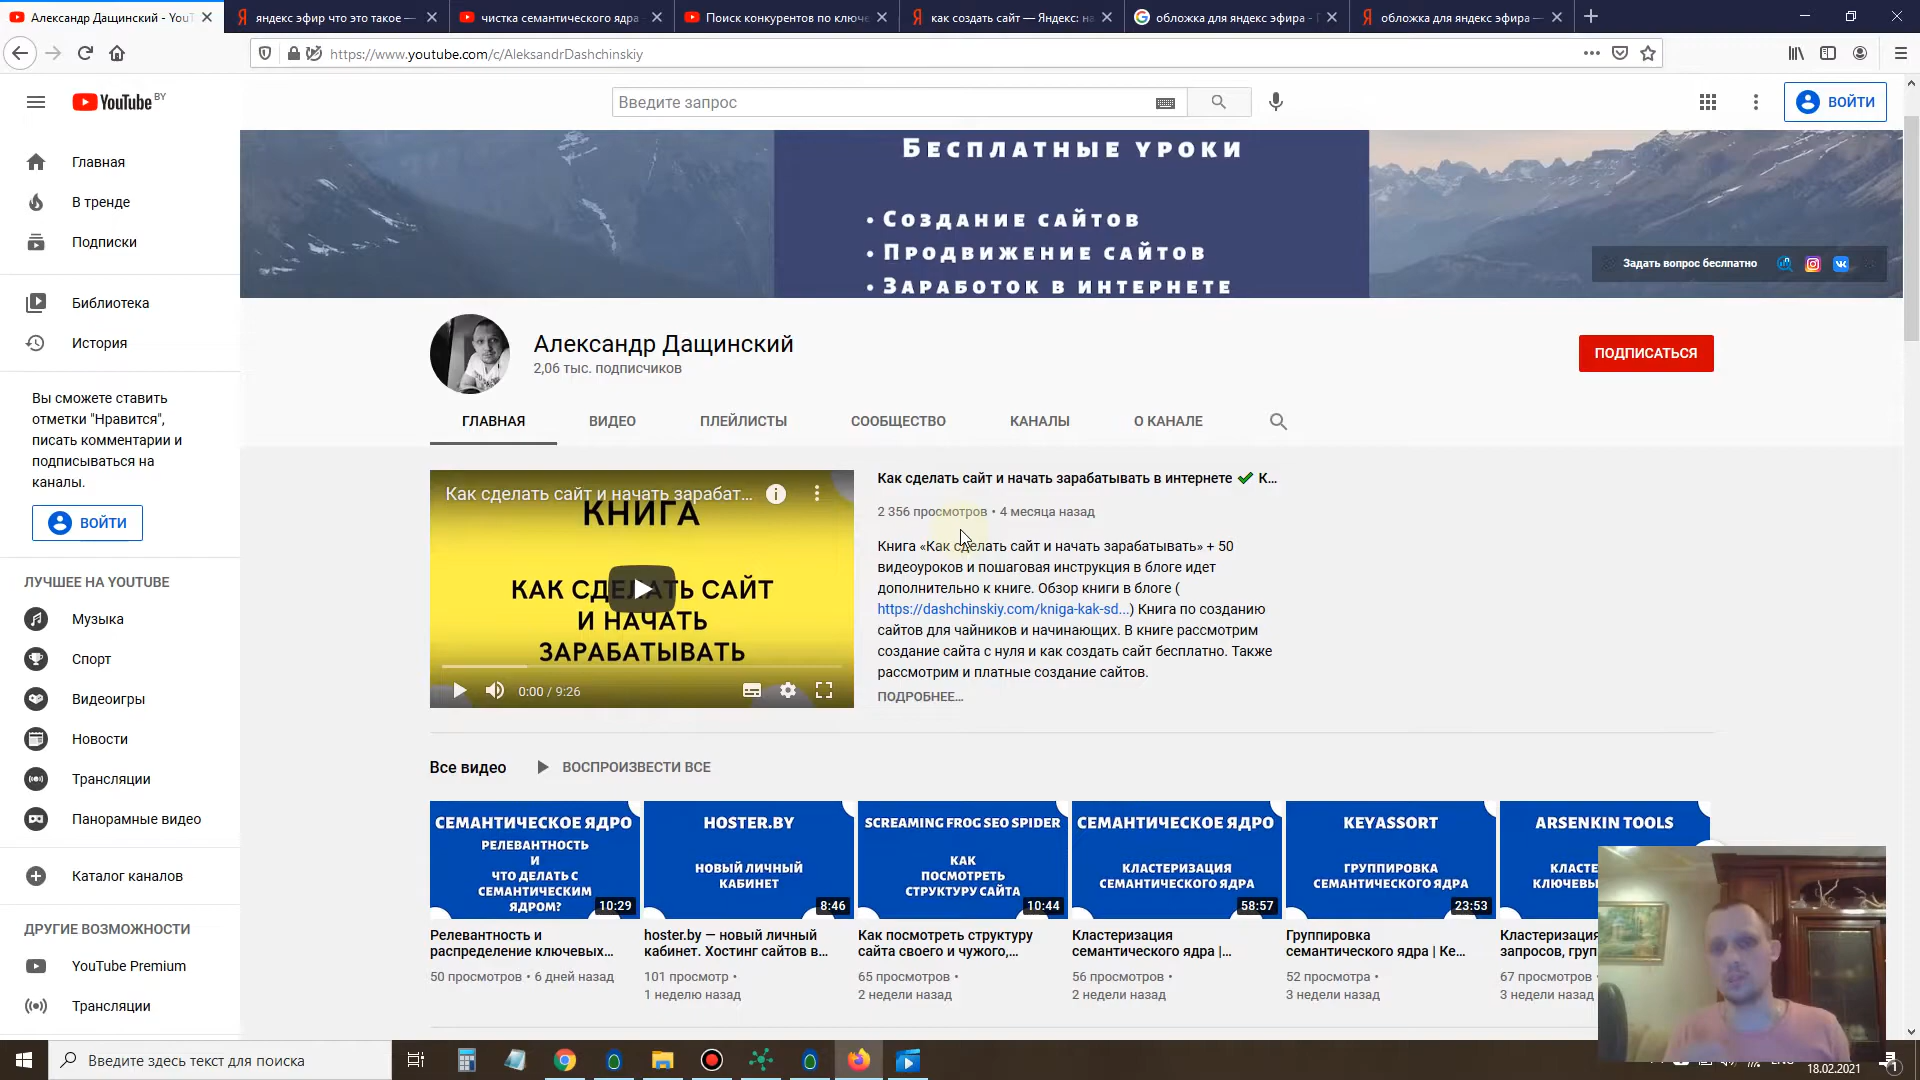 Александр Дащинский - YouT
яндекс эфир что это такое —
чистка семантического ядра
Поиск конкурентов по ключе
как создать сайт — Яндекс: на
обложка для яндекс эфира -
обложка для яндекс эфира —
https://www.youtube.com/c/AleksandrDashchinskiy
YouTube BY
Введите запрос
ВОЙТИ
Главная
В тренде
Подписки
Библиотека
История
Вы сможете ставить
отметки "Нравится",
писать комментарии и
подписываться на
каналы.
ВОЙТИ
ЛУЧШЕЕ НА YOUTUBE
Музыка
Спорт
Видеоигры
Новости
Трансляции
Панорамные видео
Каталог каналов
ДРУГИЕ ВОЗМОЖНОСТИ
YouTube Premium
Трансляции
Бесплатные уроки
• Создание сайтов
• Продвижение сайтов
• Заработок в интернете
Задать вопрос бесплатно
Александр Дащинский
2,06 тыс. подписчиков
ПОДПИСАТЬСЯ
ГЛАВНАЯ
ВИДЕО
ПЛЕЙЛИСТЫ
СООБЩЕСТВО
КАНАЛЫ
О КАНАЛЕ
Как сделать сайт и начать зарабат...
КНИГА
КАК СДЕЛАТЬ САЙТ
И НАЧАТЬ
ЗАРАБАТЫВАТЬ
0:00 / 9:26
Как сделать сайт и начать зарабатывать в интернете ✔ К...
2 356 просмотров • 4 месяца назад
Книга «Как сделать сайт и начать зарабатывать» + 50
видеоуроков и пошаговая инструкция в блоге идет
дополнительно к книге. Обзор книги в блоге (
https://dashchinskiy.com/kniga-kak-sd...) Книга по созданию
сайтов для чайников и начинающих. В книге рассмотрим
создание сайта с нуля и как создать сайт бесплатно. Также
рассмотрим и платные создание сайтов.
ПОДРОБНЕЕ...
Все видео
ВОСПРОИЗВЕСТИ ВСЕ
СЕМАНТИЧЕСКОЕ ЯДРО
РЕЛЕВАНТНОСТЬ
И
ЧТО ДЕЛАТЬ С
СЕМАНТИЧЕСКИМ
ЯДРОМ?
10:29
Релевантность и
распределение ключевых...
50 просмотров • 6 дней назад
HOSTER.BY
НОВЫЙ ЛИЧНЫЙ
КАБИНЕТ
8:46
hoster.by — новый личный
кабинет. Хостинг сайтов в...
101 просмотр •
1 неделю назад
SCREAMING FROG SEO SPIDER
КАК
ПОСМОТРЕТЬ
СТРУКТУРУ САЙТА
10:44
Как посмотреть структуру
сайта своего и чужого,...
65 просмотров •
2 недели назад
СЕМАНТИЧЕСКОЕ ЯДРО
КЛАСТЕРИЗАЦИЯ
СЕМАНТИЧЕСКОГО ЯДРА
58:57
Кластеризация
семантического ядра |...
56 просмотров •
2 недели назад
KEYASSORT
ГРУППИРОВКА
СЕМАНТИЧЕСКОГО ЯДРА
23:53
Группировка
семантического ядра | Ке...
52 просмотра •
3 недели назад
ARSENKIN TOOLS
КЛАСТЕ
КЛЮЧЕВЫ
Кластеризаци
запросов, груп
67 просмотров
3 недели назад
Введите здесь текст для поиска
18.02.2021